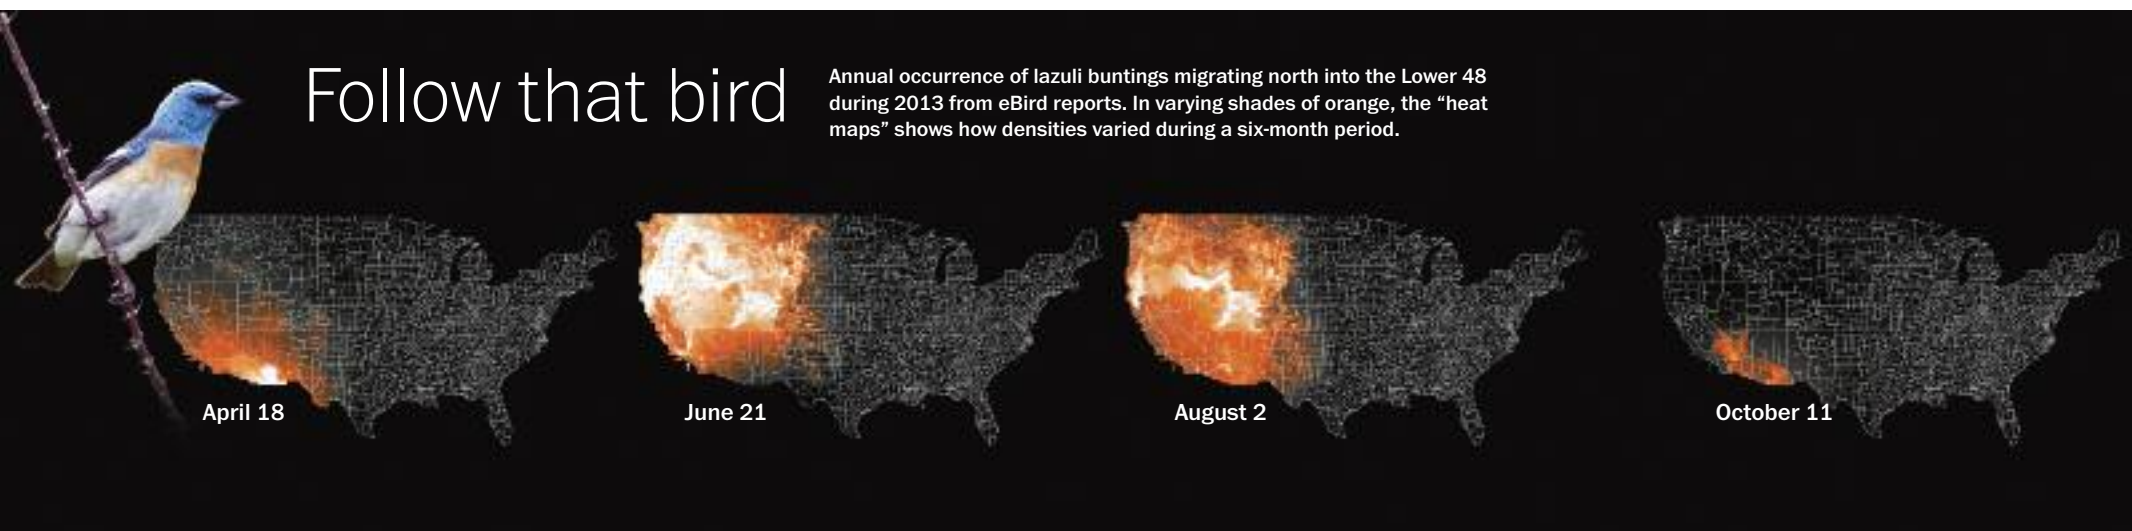 Follow that bird
Annual occurrence of lazuli buntings migrating north into the Lower 48
during 2013 from eBird reports. In varying shades of orange, the “heat
maps” shows how densities varied during a six-month period.
April 18
June 21
August 2
October 11